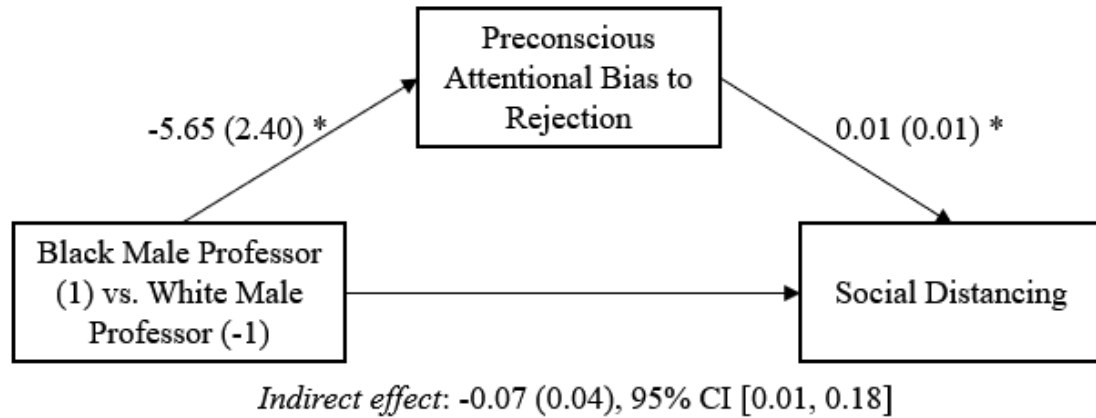 Preconscious
Attentional Bias to
Rejection
-5.65 (2.40) *
0.01 (0.01) *
Black Male Professor
(1) vs. White Male
Professor (-1)
Social Distancing
Indirect effect: -0.07 (0.04), 95% CI [0.01, 0.18]